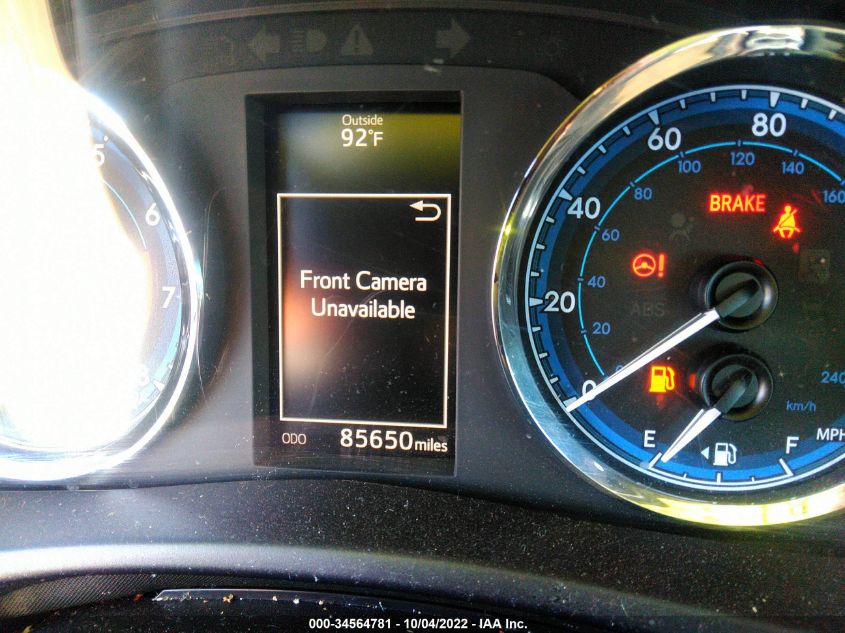 Outside
92°F
Front Camera
Unavailable
ODO 85650 miles
5
6
7
8
0
20
40
60
80
20
40
60
80
100
120
140
160
240
km/h
MPH
BRAKE
ABS
E
F
000-34564781 - 10/04/2022 - IAA Inc.